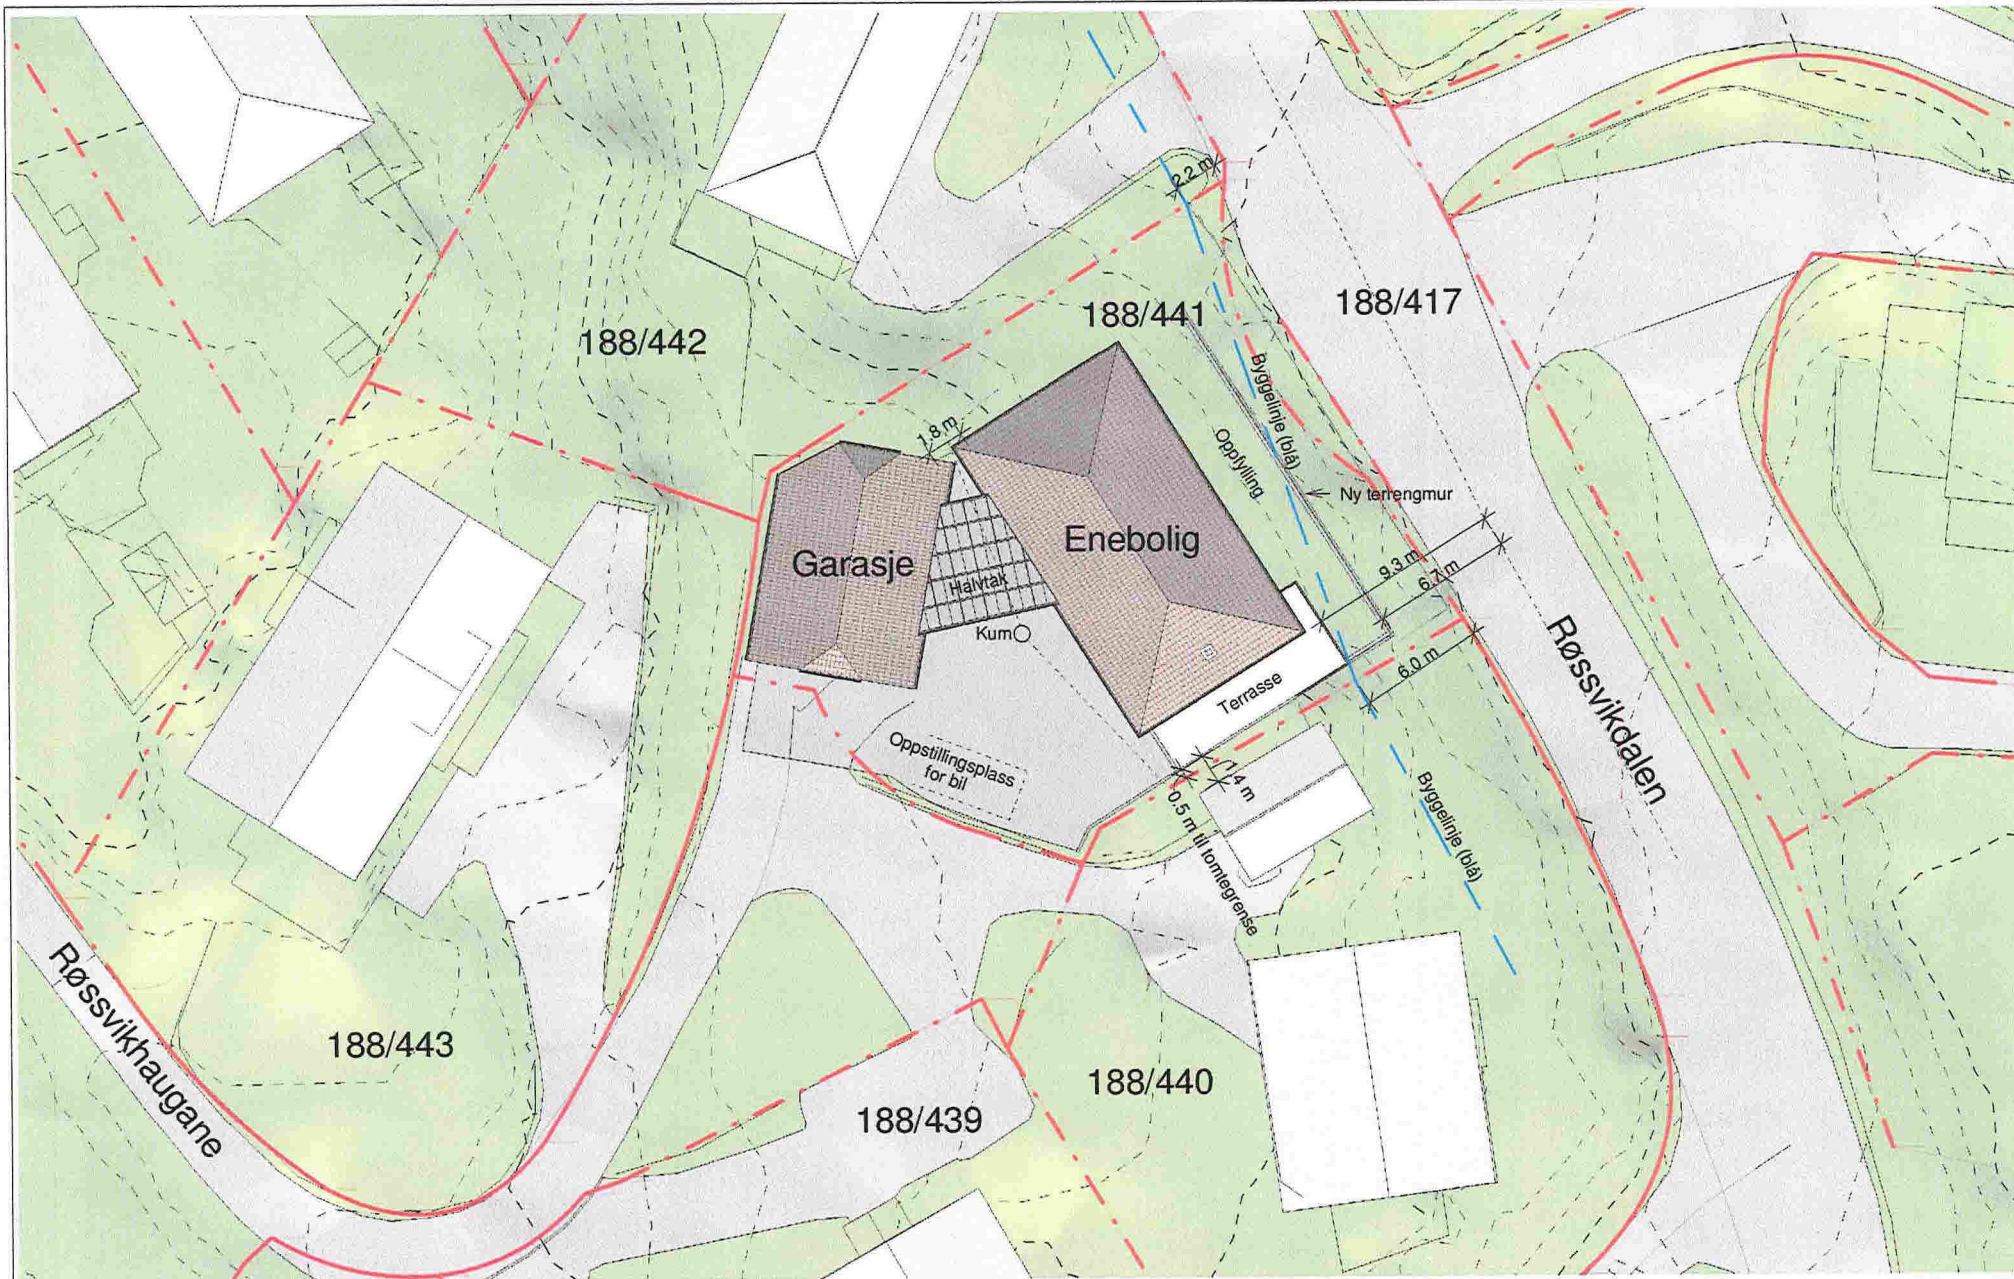 2.2 m
188/441
188/417
188/442
Byggelinje (blå)
1.8 m
Oppfylling
Ny terrengmur
Enebolig
Garasje
Halvtak
9.3 m
6.7 m
Kum
6.0 m
Røssvikdalen
Terrasse
Oppstillingsplass
for bil
1.4 m
0.5 m til tomtegrense
Byggelinje (blå)
Røssvikhaugane
188/443
188/440
188/439